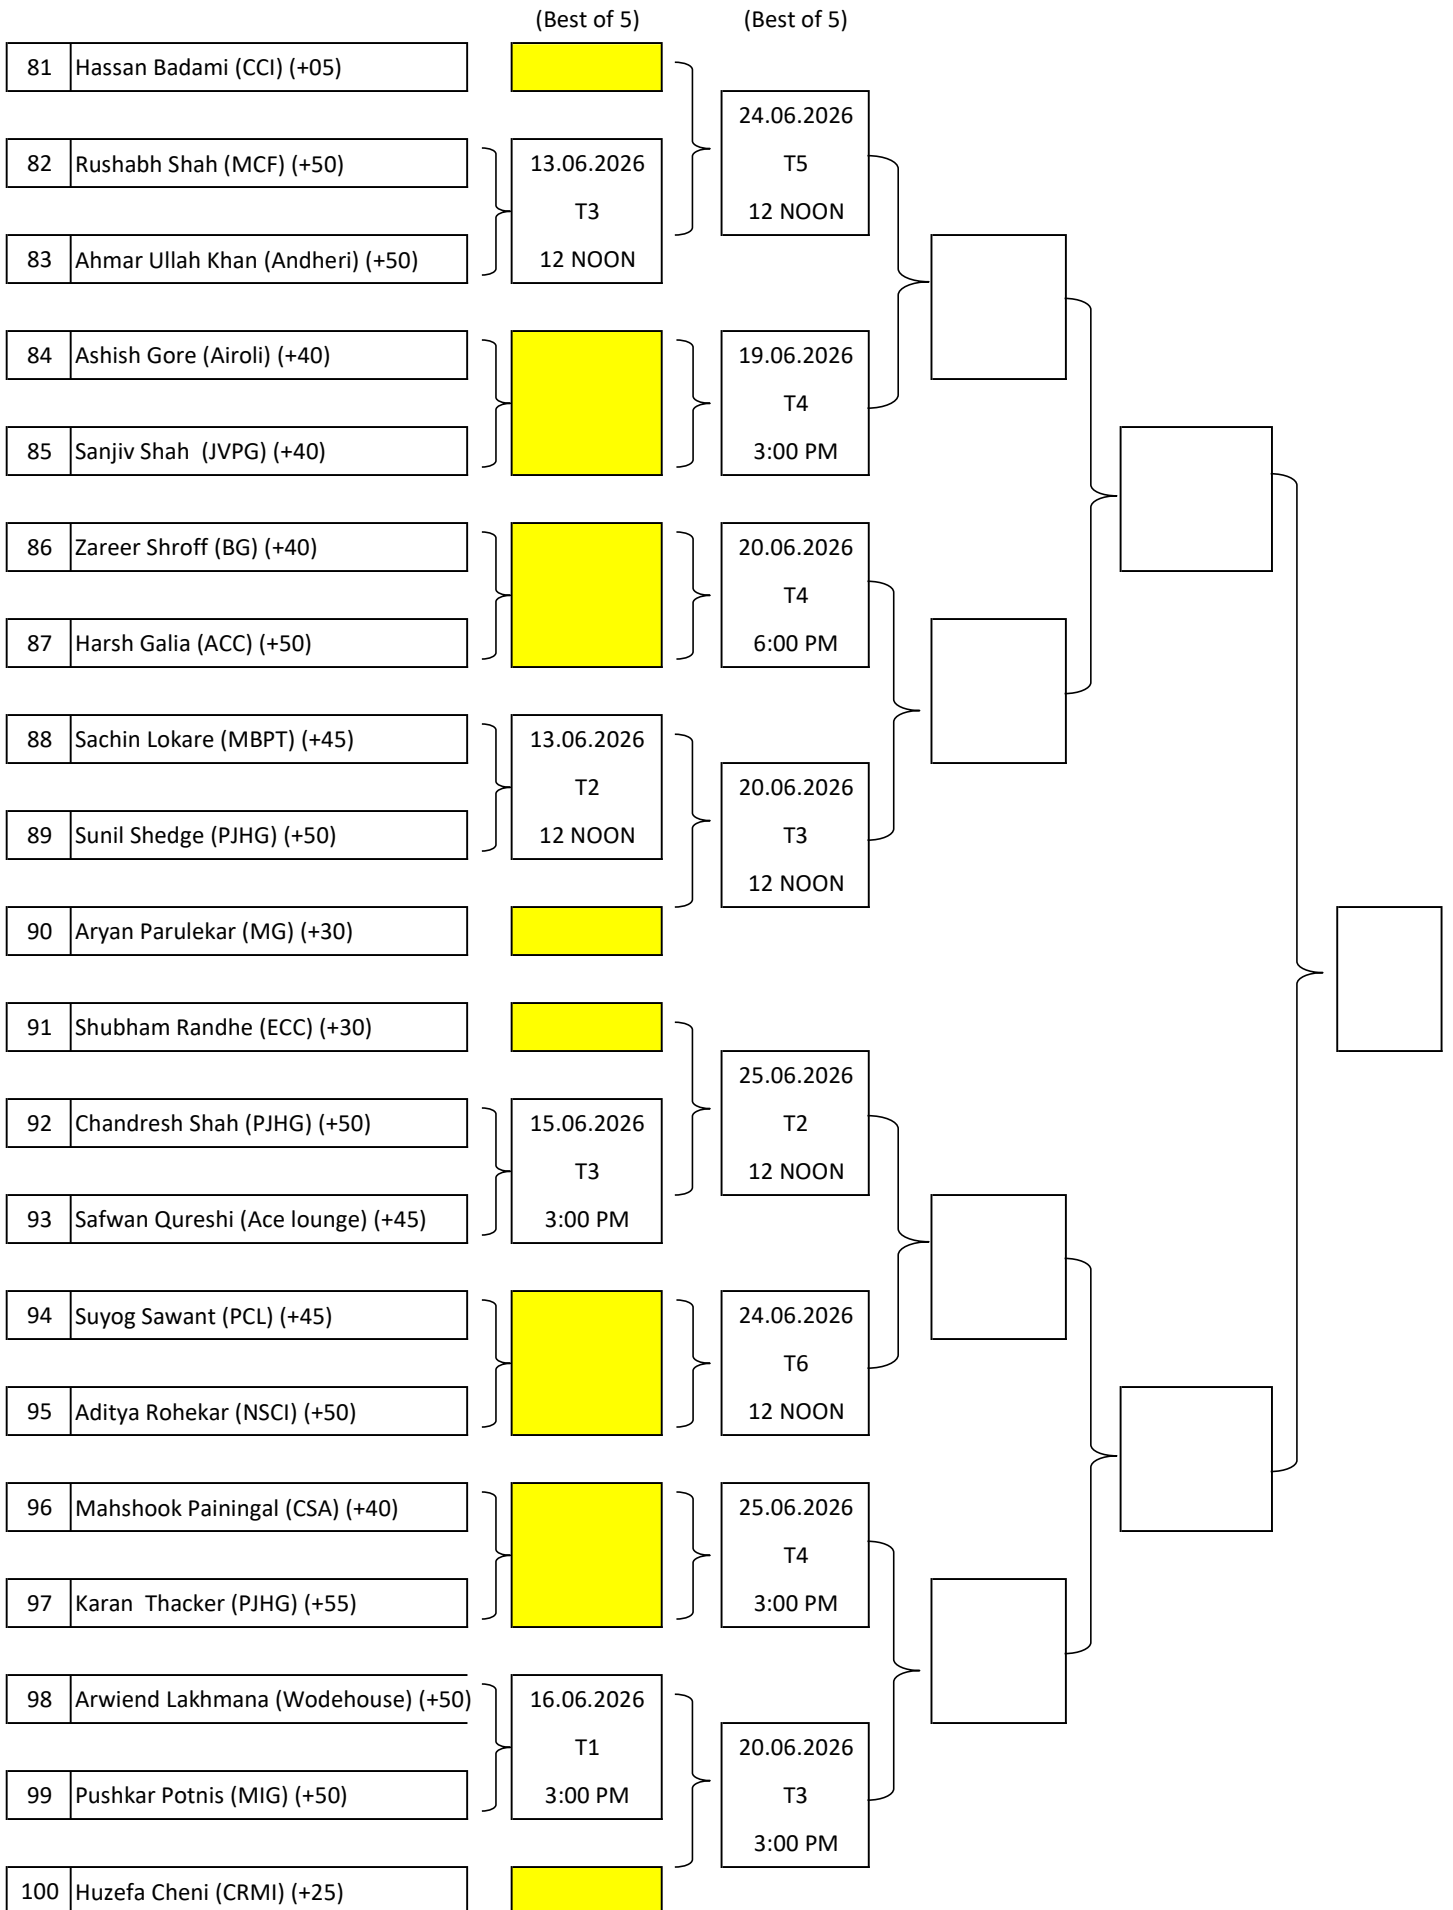 (Best of 5) (Best of 5)
81 Hassan Badami (CCI) (+05)
24.06.2026
82 Rushabh Shah (MCF) (+50) 13.06.2026 T5
T3 12 NOON
83 Ahmar Ullah Khan (Andheri) (+50) 12 NOON
84 Ashish Gore (Airoli) (+40) 19.06.2026
T4
85 Sanjiv Shah  (JVPG) (+40) 3:00 PM
86 Zareer Shroff (BG) (+40) 20.06.2026
T4
87 Harsh Galia (ACC) (+50) 6:00 PM
88 Sachin Lokare (MBPT) (+45) 13.06.2026
T2 20.06.2026
89 Sunil Shedge (PJHG) (+50) 12 NOON T3
12 NOON
90 Aryan Parulekar (MG) (+30)
91 Shubham Randhe (ECC) (+30)
25.06.2026
92 Chandresh Shah (PJHG) (+50) 15.06.2026 T2
T3 12 NOON
93 Safwan Qureshi (Ace lounge) (+45) 3:00 PM
94 Suyog Sawant (PCL) (+45) 24.06.2026
T6
95 Aditya Rohekar (NSCI) (+50) 12 NOON
96 Mahshook Painingal (CSA) (+40) 25.06.2026
T4
97 Karan  Thacker (PJHG) (+55) 3:00 PM
98 Arwiend Lakhmana (Wodehouse) (+50) 16.06.2026
T1 20.06.2026
99 Pushkar Potnis (MIG) (+50) 3:00 PM T3
3:00 PM
100 Huzefa Cheni (CRMI) (+25)